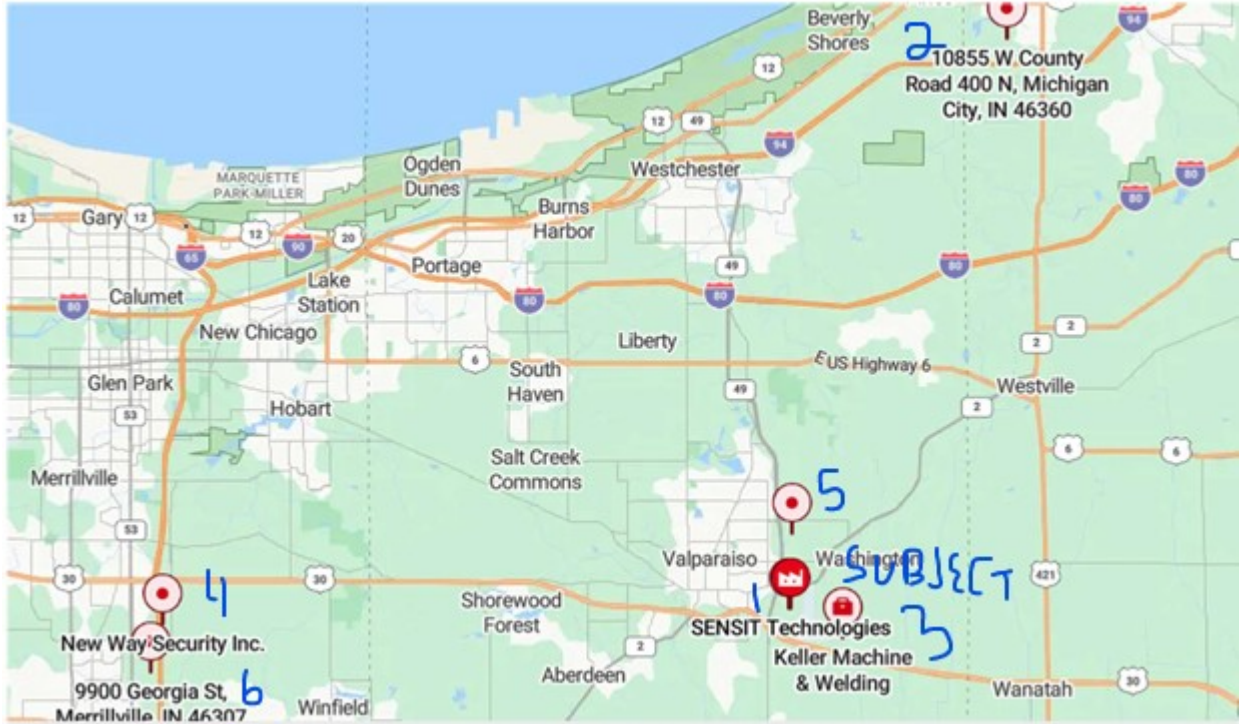 Beverly
Shores
12
94
2
10855 W County
Road 400 N, Michigan
City, IN 46360
12
49
94
Ogden
Dunes
Westchester
80
MARQUETTE
PARK-MILLER
80
12
Gary
12
12
90
20
Burns
Harbor
65
Portage
49
80
Lake
Station
Calumet
80
80
80
New Chicago
Liberty
2
2
6
E US Highway 6
South
Haven
Glen Park
49
Westville
53
Hobart
2
Salt Creek
Commons
6
6
Merrillville
5
53
Valparaiso
Washington
SUBJECT
30
30
421
4
1
Shorewood
Forest
3
SENSIT Technologies
New Way Security Inc.
2
Keller Machine
& Welding
Aberdeen
9900 Georgia St,
Merrillville, IN 46307
6
Winfield
Wanatah
30